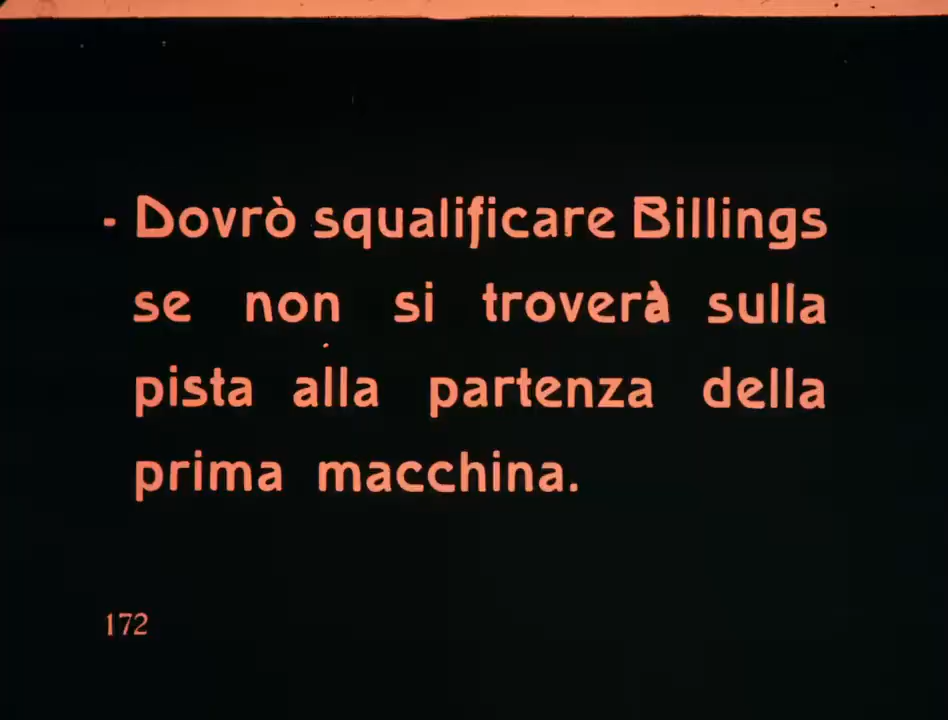 - Dovrò squalificare Billings
se non si troverà sulla
pista alla partenza della
prima macchina.
172